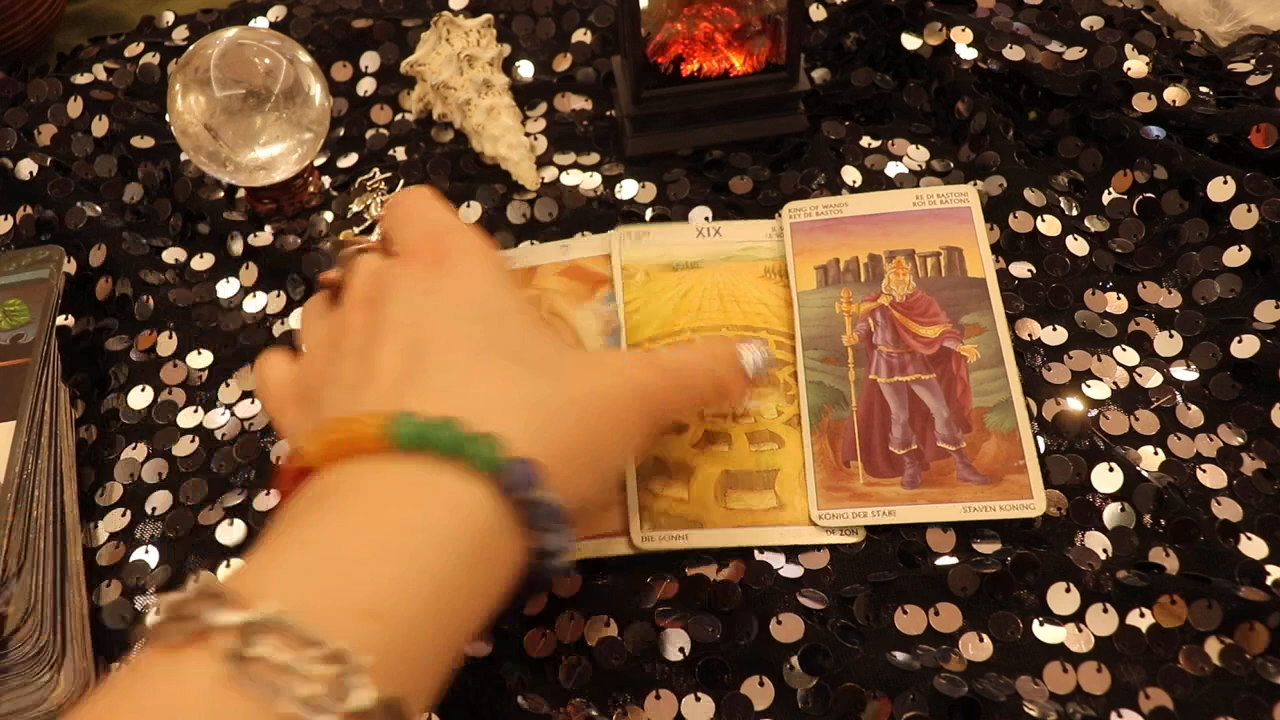 XIX
DIE SONNE
DE ZON
KING OF WANDS
REY DE BASTOS
RE DI BASTONI
ROI DE BÂTONS
KÖNIG DER STÄBE
STAVEN KONING